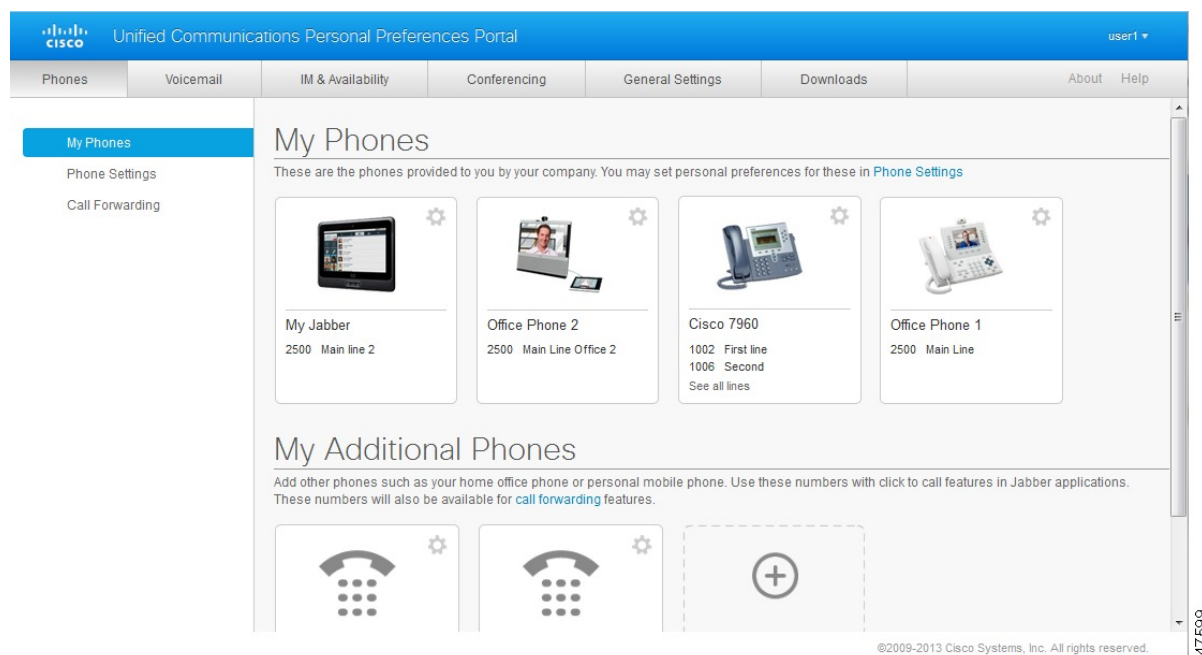 CISCO Unified Communications Personal Preferences Portal user1
Phones Voicemail IM & Availability Conferencing General Settings Downloads About Help
My Phones
Phone Settings
Call Forwarding
My Phones
These are the phones provided to you by your company. You may set personal preferences for these in Phone Settings
My Jabber
2500 Main line 2
Office Phone 2
2500 Main Line Office 2
Cisco 7960
1002 First line
1006 Second
See all lines
Office Phone 1
2500 Main Line
My Additional Phones
Add other phones such as your home office phone or personal mobile phone. Use these numbers with click to call features in Jabber applications.
These numbers will also be available for call forwarding features.
©2009-2013 Cisco Systems, Inc. All rights reserved.